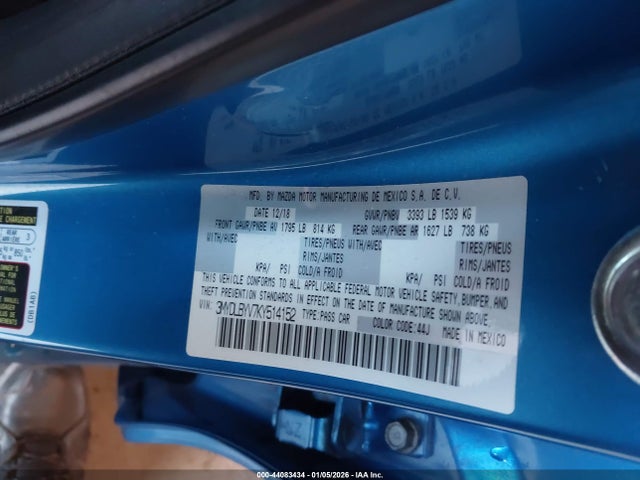 MFD. BY MAZDA MOTOR MANUFACTURING DE MEXICO S.A. DE C.V.
DATE 12/18 GVWR/PNBV 3393 LB 1539 KG
FRONT GAWR/PNBE AV 1795 LB 814 KG REAR GAWR/PNBE AR 1627 LB 738 KG
WITH/AVEC TIRES/PNEUS WITH/AVEC TIRES/PNEUS
RIMS/JANTES RIMS/JANTES
KPA/ PSI COLD/A FROID KPA/ PSI COLD/A FROID
THIS VEHICLE CONFORMS TO ALL APPLICABLE FEDERAL MOTOR VEHICLE SAFETY, BUMPER, AND
THEFT PREVENTION STANDARDS IN EFFECT ON THE DATE OF MANUFACTURE SHOWN ABOVE.
VIN: TYPE PASS CAR COLOR CODE:44J MADE IN MEXICO
REAR
ARRIÈRE 3
(DB1AB)
000-44083434 - 01/05/2026 - IAA Inc.